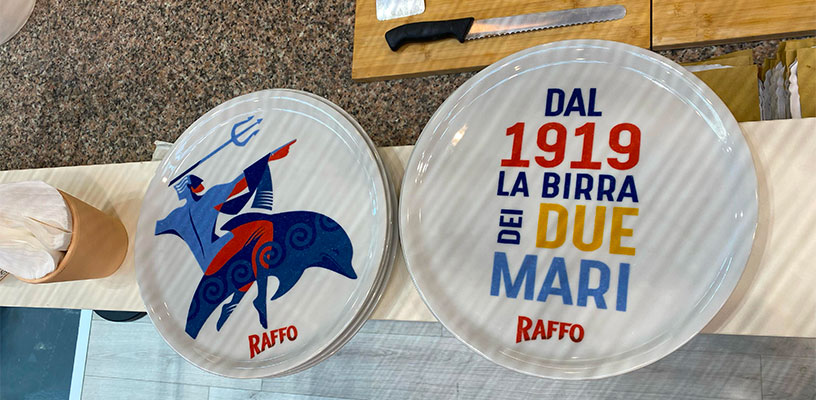 RAFFO
DAL
1919
LA BIRRA
DEI DUE
MARI
RAFFO